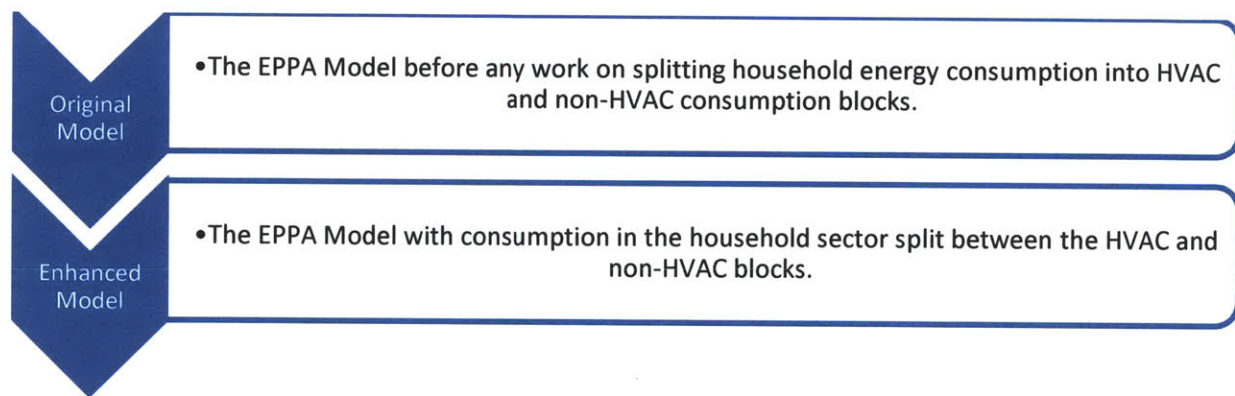 Original
Model
•The EPPA Model before any work on splitting household energy consumption into HVAC
and non-HVAC consumption blocks.
Enhanced
Model
•The EPPA Model with consumption in the household sector split between the HVAC and
non-HVAC blocks.